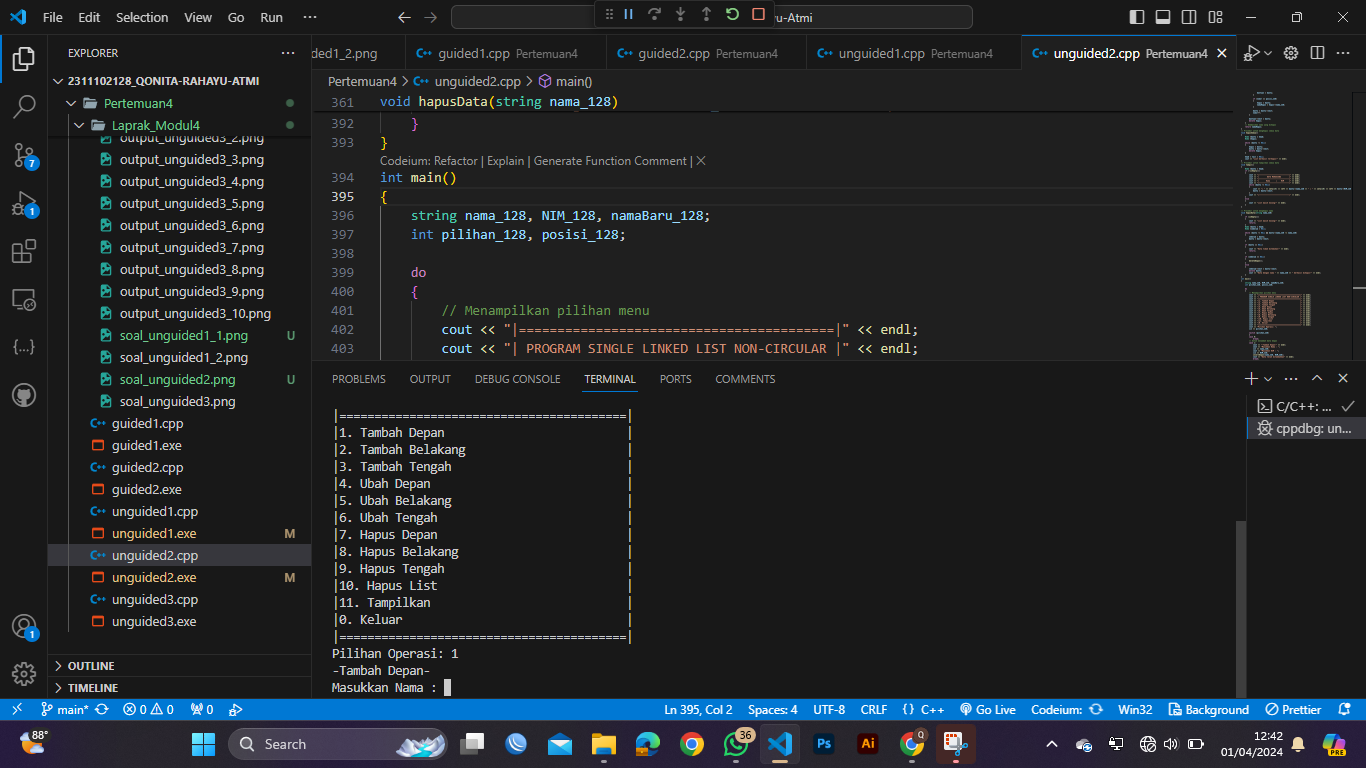 File Edit Selection View Go Run ··· u-Atmi
EXPLORER ···
2311102128_QONITA-RAHAYU-ATMI
Pertemuan4
Laprak_Modul4
output_unguided3_2.png
output_unguided3_3.png
output_unguided3_4.png
output_unguided3_5.png
output_unguided3_6.png
output_unguided3_7.png
output_unguided3_8.png
output_unguided3_9.png
output_unguided3_10.png
soal_unguided1_1.png U
soal_unguided1_2.png
soal_unguided2.png U
soal_unguided3.png
guided1.cpp
guided1.exe
guided2.cpp
guided2.exe
unguided1.cpp
unguided1.exe M
unguided2.cpp
unguided2.exe M
unguided3.cpp
unguided3.exe
OUTLINE
TIMELINE
7
1
1
ded1_2.png guided1.cpp Pertemuan4 guided2.cpp Pertemuan4 unguided1.cpp Pertemuan4 unguided2.cpp Pertemuan4
Pertemuan4 > unguided2.cpp > main()
361 void hapusData(string nama_128)
392 }
393 }
Codeium: Refactor | Explain | Generate Function Comment | ×
394 int main()
395 {
396 string nama_128, NIM_128, namaBaru_128;
397 int pilihan_128, posisi_128;
398
399 do
400 {
401 // Menampilkan pilihan menu
402 cout << "|=========================================|" << endl;
403 cout << "| PROGRAM SINGLE LINKED LIST NON-CIRCULAR |" << endl;
PROBLEMS OUTPUT DEBUG CONSOLE TERMINAL PORTS COMMENTS
C/C++: ...
cppdbg: un...
|=========================================|
|1. Tambah Depan |
|2. Tambah Belakang |
|3. Tambah Tengah |
|4. Ubah Depan |
|5. Ubah Belakang |
|6. Ubah Tengah |
|7. Hapus Depan |
|8. Hapus Belakang |
|9. Hapus Tengah |
|10. Hapus List |
|11. Tampilkan |
|0. Keluar |
|=========================================|
Pilihan Operasi: 1
-Tambah Depan-
Masukkan Nama :
main* 0 0 0 Ln 395, Col 2 Spaces: 4 UTF-8 CRLF {} C++ Go Live Codeium: Win32 Background Prettier
88° Search 36 Ps Ai Q 12:42 PRE
01/04/2024